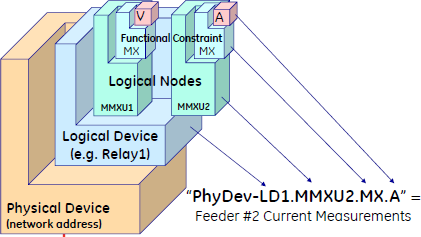 V
A
Functional Constraint
MX
MX
Logical Nodes
MMXU1
MMXU2
Logical Device
(e.g. Relay1)
"PhyDev-LD1.MMXU2.MX.A" =
Feeder #2 Current Measurements
Physical Device
(network address)